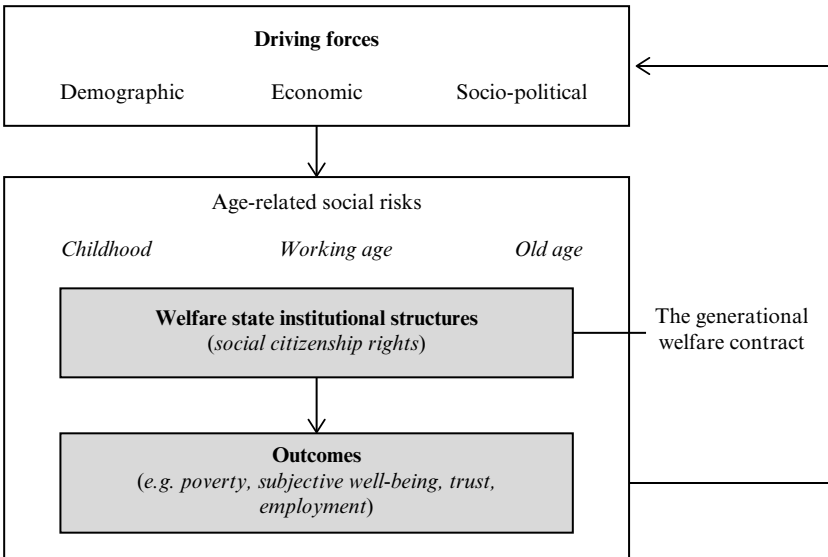 Driving forces
Demographic Economic Socio-political
Age-related social risks
Childhood Working age Old age
Welfare state institutional structures
(social citizenship rights)
The generational
welfare contract
Outcomes
(e.g. poverty, subjective well-being, trust,
employment)